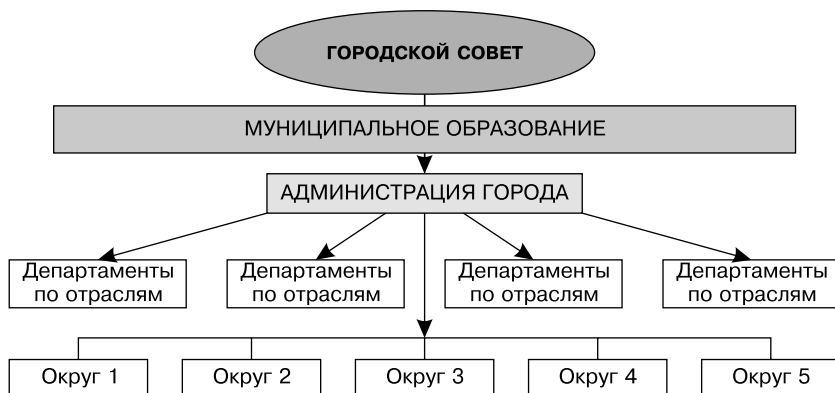 ГОРОДСКОЙ СОВЕТ
МУНИЦИПАЛЬНОЕ ОБРАЗОВАНИЕ
АДМИНИСТРАЦИЯ ГОРОДА
Департаменты
по отраслям
Департаменты
по отраслям
Департаменты
по отраслям
Департаменты
по отраслям
Округ 1
Округ 2
Округ 3
Округ 4
Округ 5